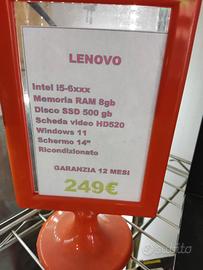 LENOVO
Intel i5-6xxx
Memoria RAM 8gb
Disco SSD 500 gb
Scheda video HD520
Windows 11
Schermo 14"
Ricondizionato
GARANZIA 12 MESI
249€
subito